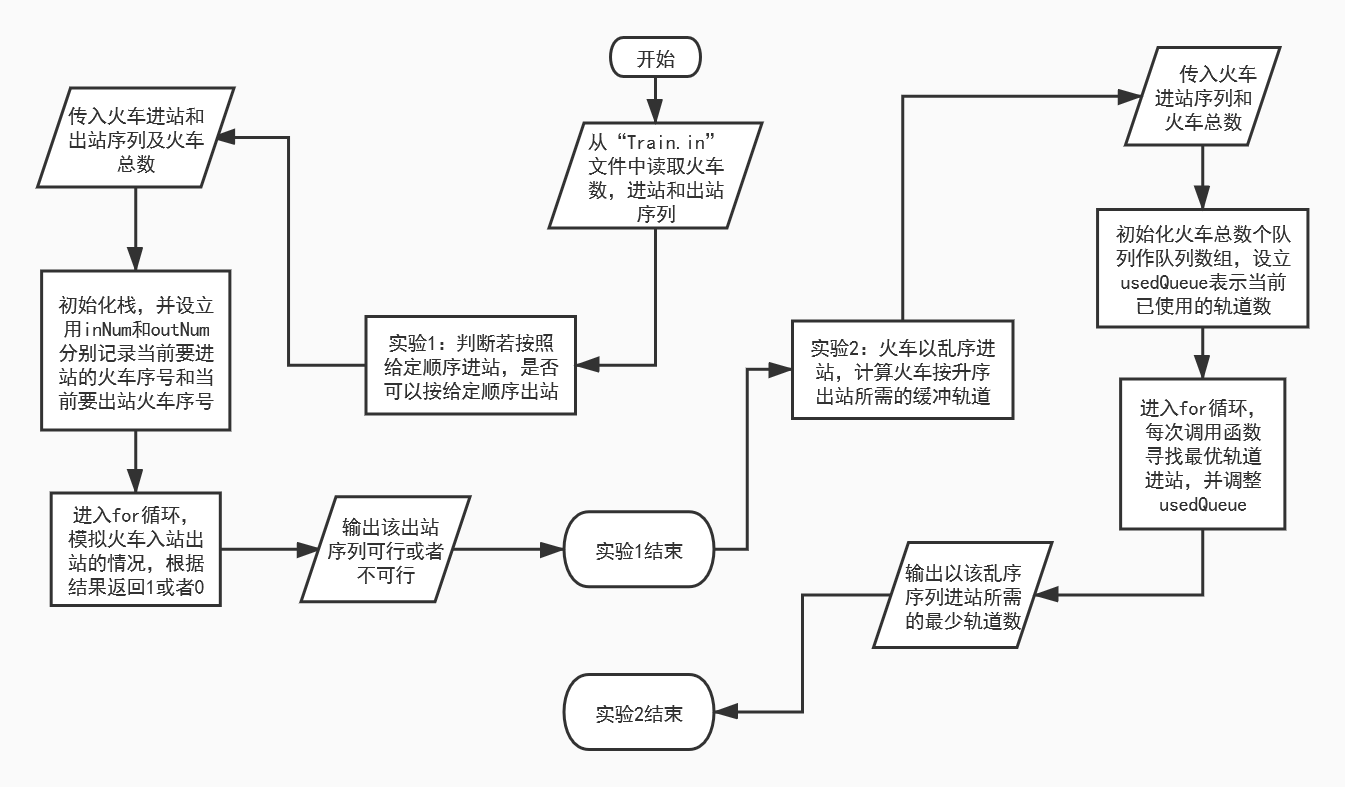 开始
从“Train.in”
文件中读取火车
数，进站和出站
序列
实验1：判断若按照
给定顺序进站，是否
可以按给定顺序出站
传入火车进站和
出站序列及火车
总数
初始化栈，并设立
用inNum和outNum
分别记录当前要进
站的火车序号和当
前要出站火车序号
进入for循环，
模拟火车入站出
站的情况，根据
结果返回1或者0
输出该出站
序列可行或者
不可行
实验1结束
实验2：火车以乱序进
站，计算火车按升序
出站所需的缓冲轨道
传入火车
进站序列和
火车总数
初始化火车总数个队
列作队列数组，设立
usedQueue表示当前
已使用的轨道数
进入for循环，
每次调用函数
寻找最优轨道
进站，并调整
usedQueue
输出以该乱序
序列进站所需
的最少轨道数
实验2结束